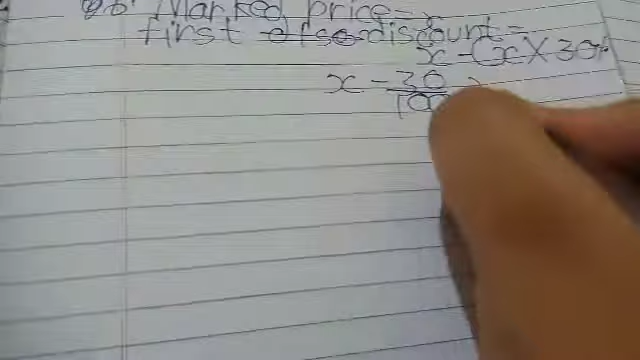 Marked price = x
first discount =
x - (x × 30%
x - 30
100